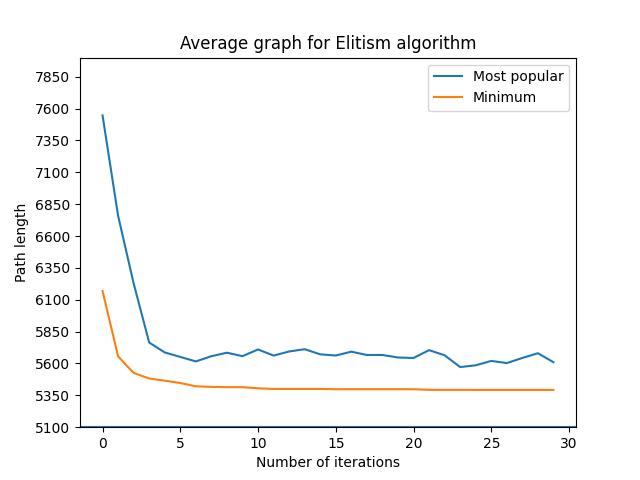 Average graph for Elitism algorithm
Most popular
Minimum
Path length
7850
7600
7350
7100
6850
6600
6350
6100
5850
5600
5350
5100
0 5 10 15 20 25 30
Number of iterations